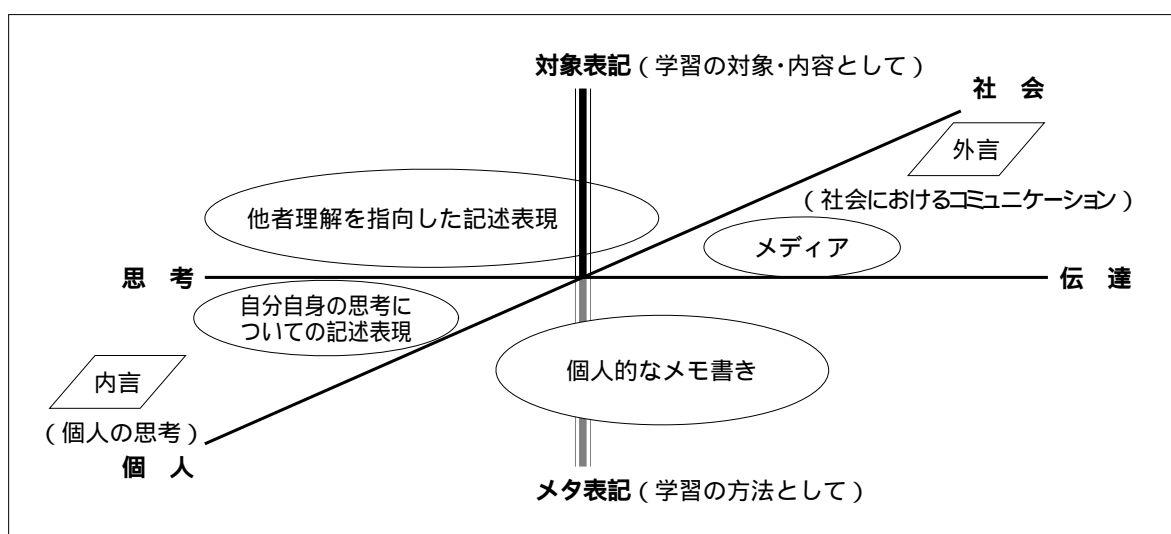 対象表記(学習の対象・内容として)
社 会
外言
(社会におけるコミュニケーション)
他者理解を指向した記述表現
メディア
思 考
伝 達
自分自身の思考に
ついての記述表現
個人的なメモ書き
内言
(個人の思考)
個 人
メタ表記(学習の方法として)